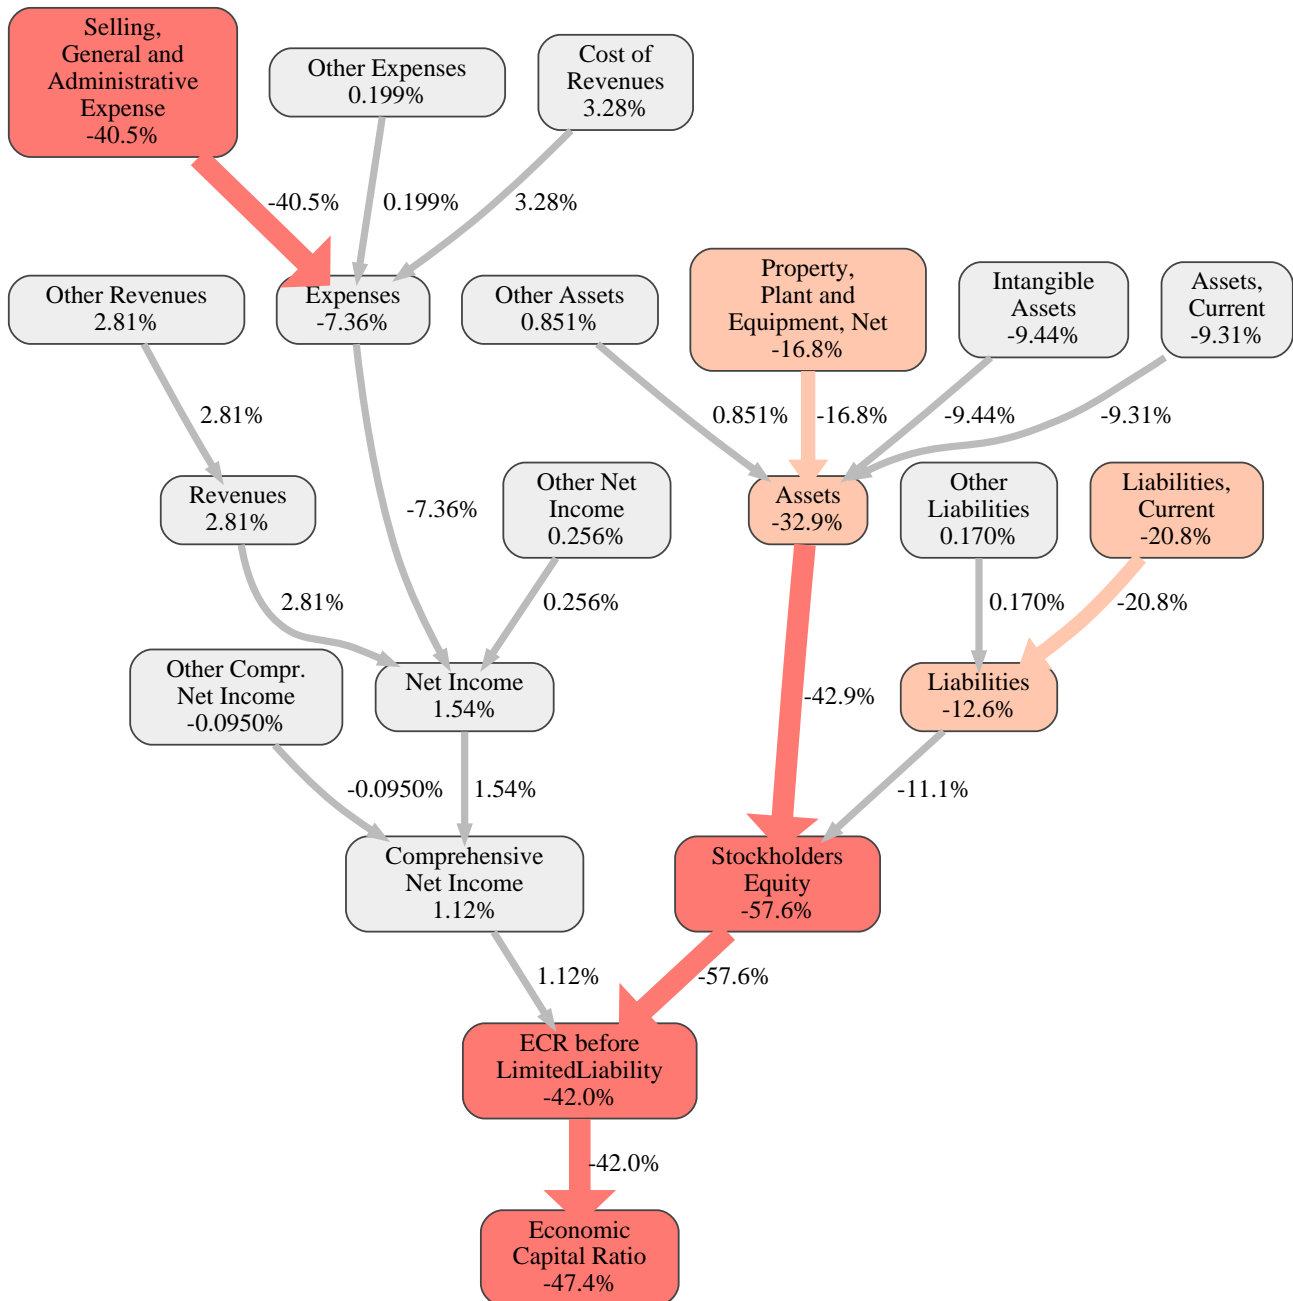 Selling,
General and
Administrative
Expense
-40.5%
Other Expenses
0.199%
Cost of
Revenues
3.28%
-40.5%
0.199%
3.28%
Other Revenues
2.81%
Expenses
-7.36%
Other Assets
0.851%
Property,
Plant and
Equipment, Net
-16.8%
Intangible
Assets
-9.44%
Assets,
Current
-9.31%
2.81%
0.851%
-16.8%
-9.44%
-9.31%
Revenues
2.81%
-7.36%
Other Net
Income
0.256%
Assets
-32.9%
Other
Liabilities
0.170%
Liabilities,
Current
-20.8%
2.81%
0.256%
0.170%
-20.8%
Other Compr.
Net Income
-0.0950%
Net Income
1.54%
-42.9%
Liabilities
-12.6%
-0.0950%
1.54%
-11.1%
Comprehensive
Net Income
1.12%
Stockholders
Equity
-57.6%
1.12%
-57.6%
ECR before
LimitedLiability
-42.0%
-42.0%
Economic
Capital Ratio
-47.4%